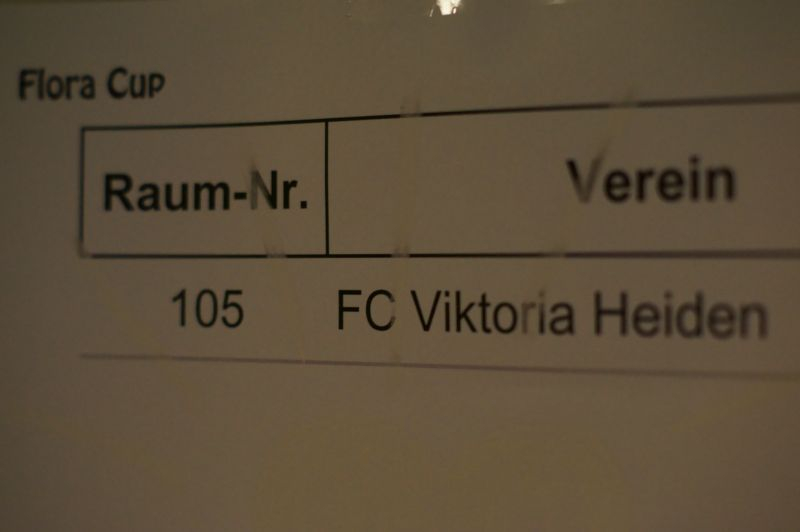 Flora Cup
Raum-Nr. Verein
105 FC Viktoria Heiden